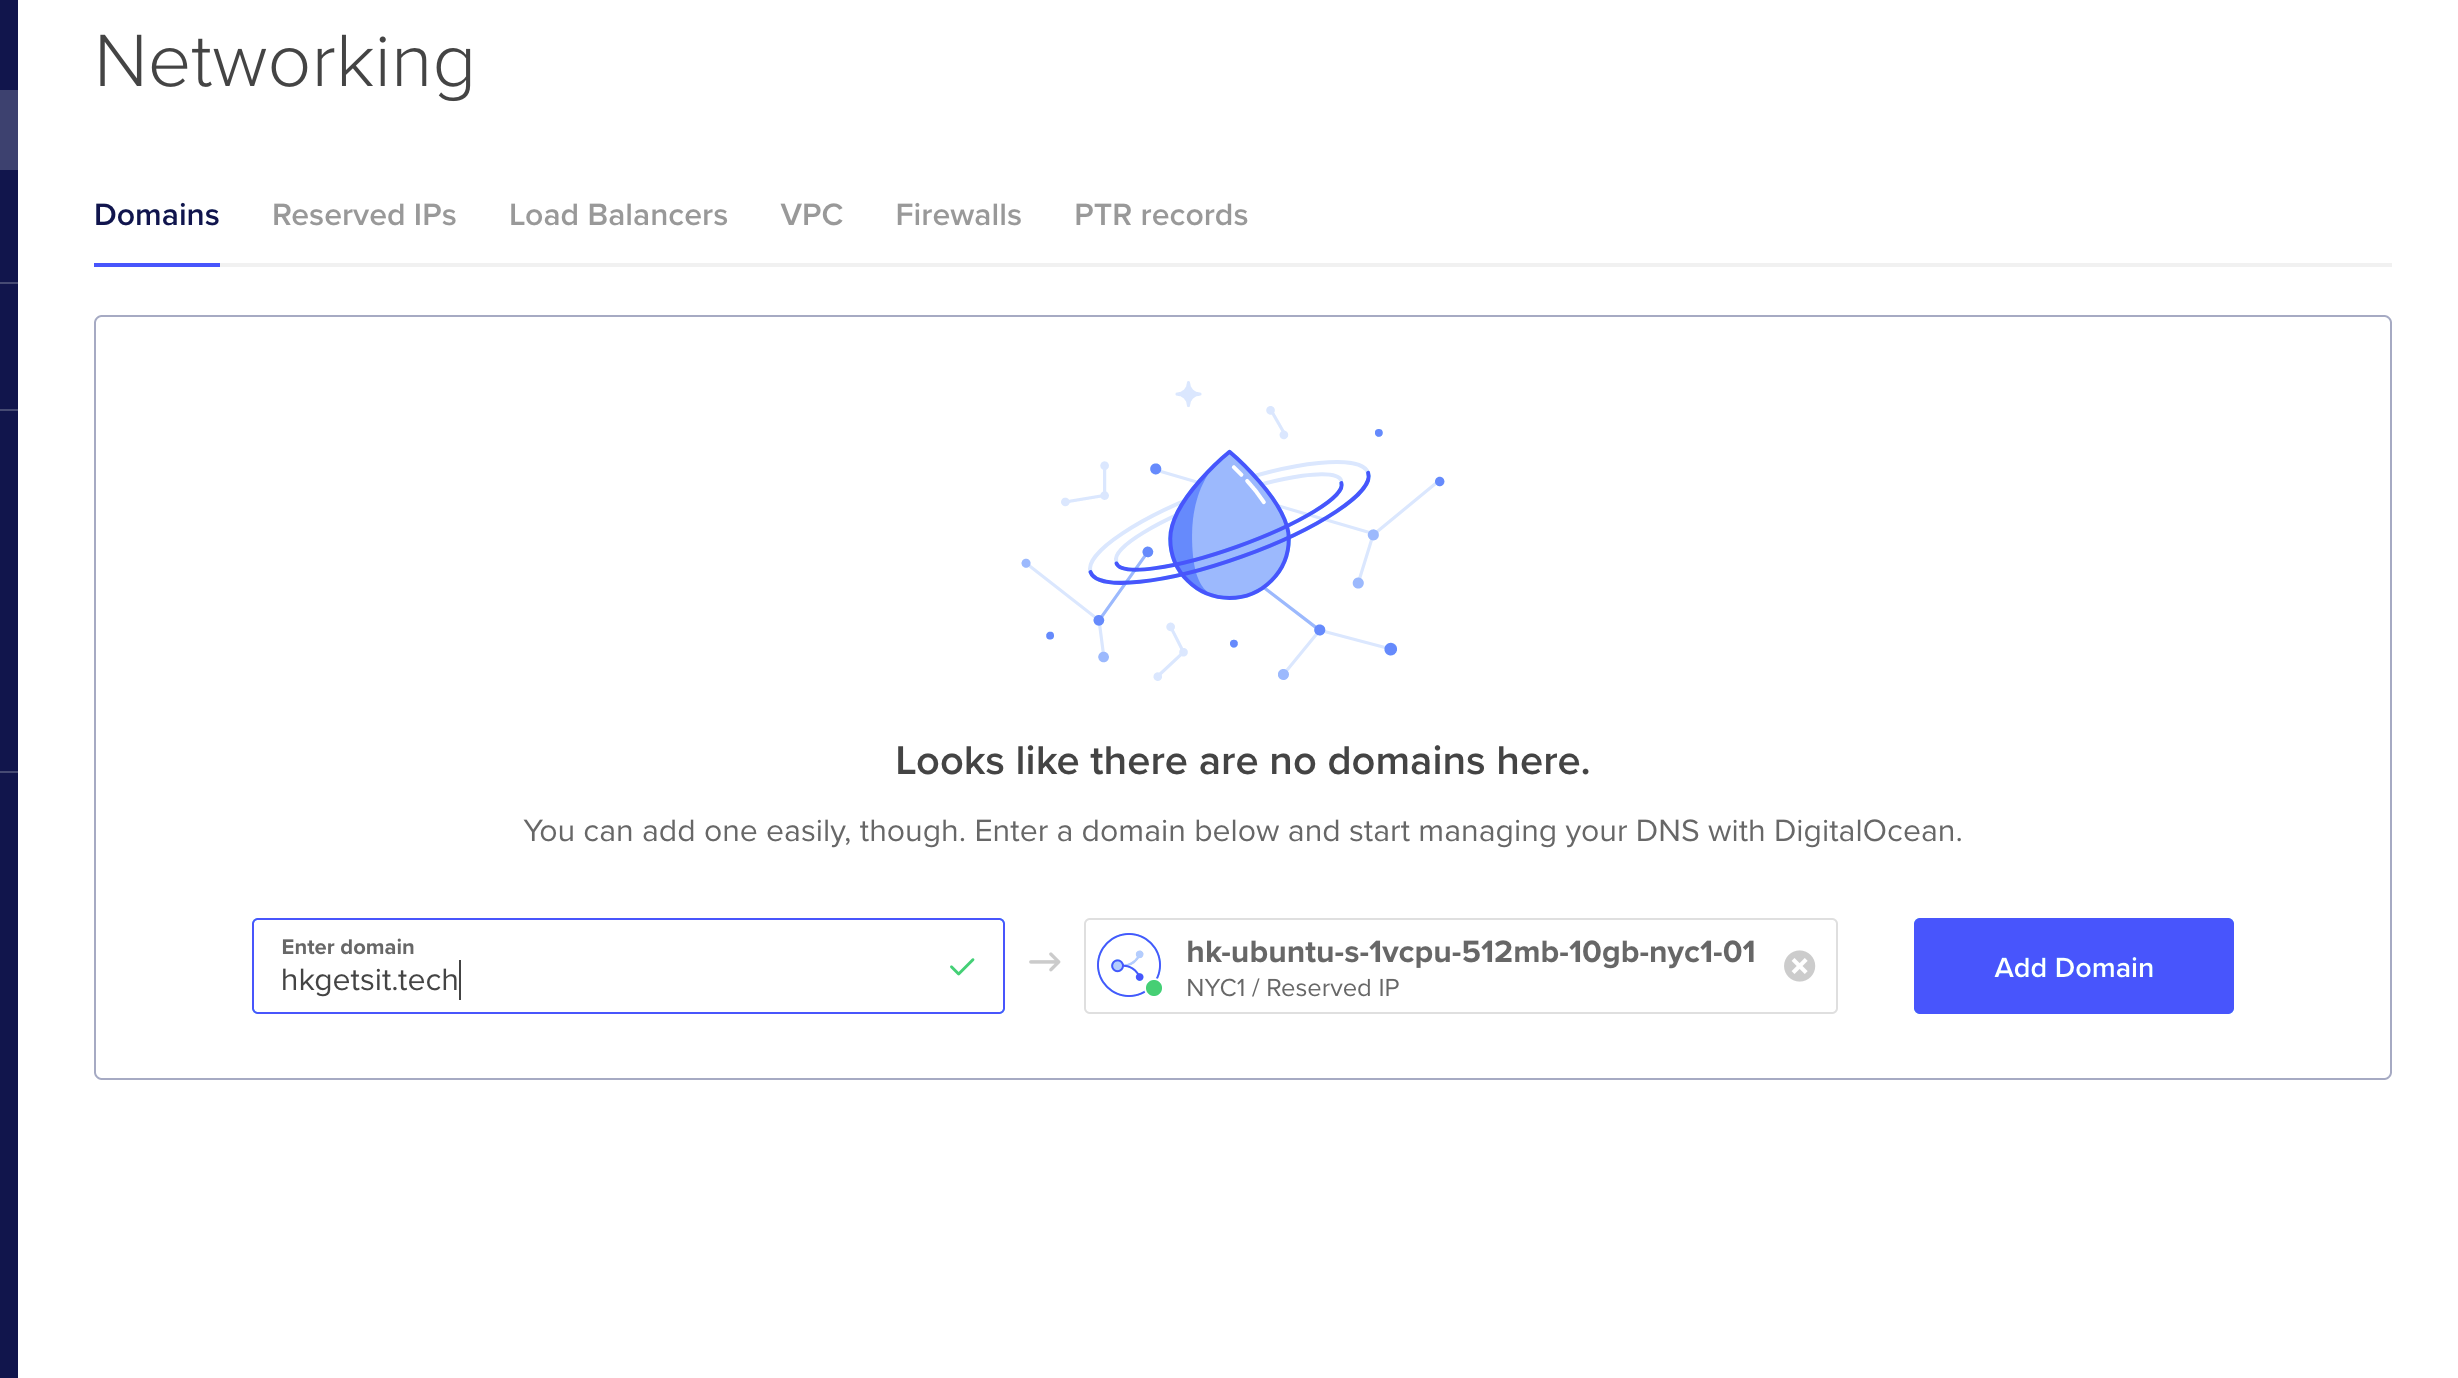 Networking
Domains Reserved IPs Load Balancers VPC Firewalls PTR records
Looks like there are no domains here.
You can add one easily, though. Enter a domain below and start managing your DNS with DigitalOcean.
Enter domain
hkgetsit.tech
hk-ubuntu-s-1vcpu-512mb-10gb-nyc1-01
NYC1 / Reserved IP
Add Domain